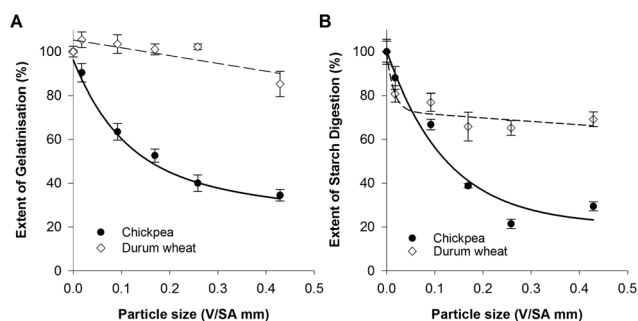 A
Extent of Gelatinisation (%)
100
80
60
40
20
0
Chickpea
Durum wheat
0.0 0.1 0.2 0.3 0.4 0.5
Particle size (V/SA mm)
B
Extent of Starch Digestion (%)
100
80
60
40
20
0
Chickpea
Durum wheat
0.0 0.1 0.2 0.3 0.4 0.5
Particle size (V/SA mm)